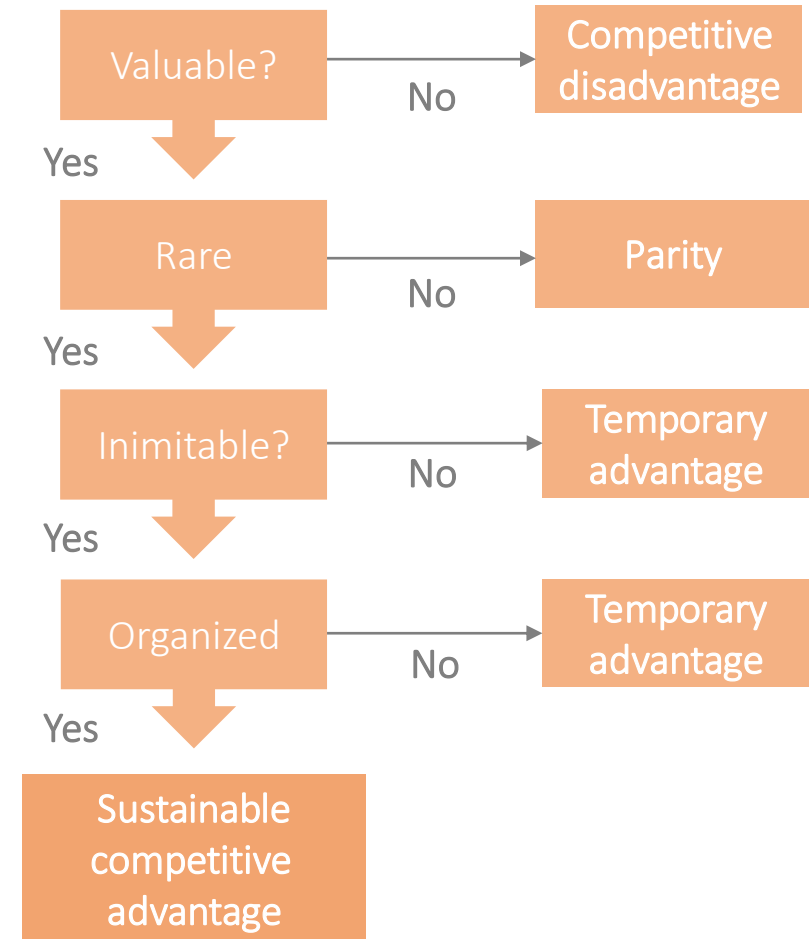 Valuable?
No
Competitive
disadvantage
Yes
Rare
No
Parity
Yes
Inimitable?
No
Temporary
advantage
Yes
Organized
No
Temporary
advantage
Yes
Sustainable
competitive
advantage